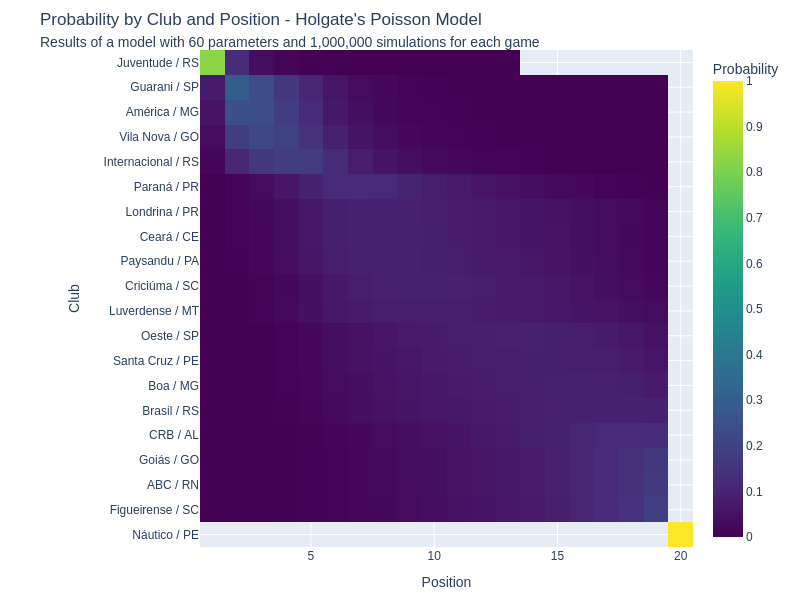 Probability by Club and Position - Holgate's Poisson Model
Results of a model with 60 parameters and 1,000,000 simulations for each game
Probability
Club
Juventude / RS
Guarani / SP
América / MG
Vila Nova / GO
Internacional / RS
Paraná / PR
Londrina / PR
Ceará / CE
Paysandu / PA
Criciúma / SC
Luverdense / MT
Oeste / SP
Santa Cruz / PE
Boa / MG
Brasil / RS
CRB / AL
Goiás / GO
ABC / RN
Figueirense / SC
Náutico / PE
5
10
15
20
Position
1
0.9
0.8
0.7
0.6
0.5
0.4
0.3
0.2
0.1
0